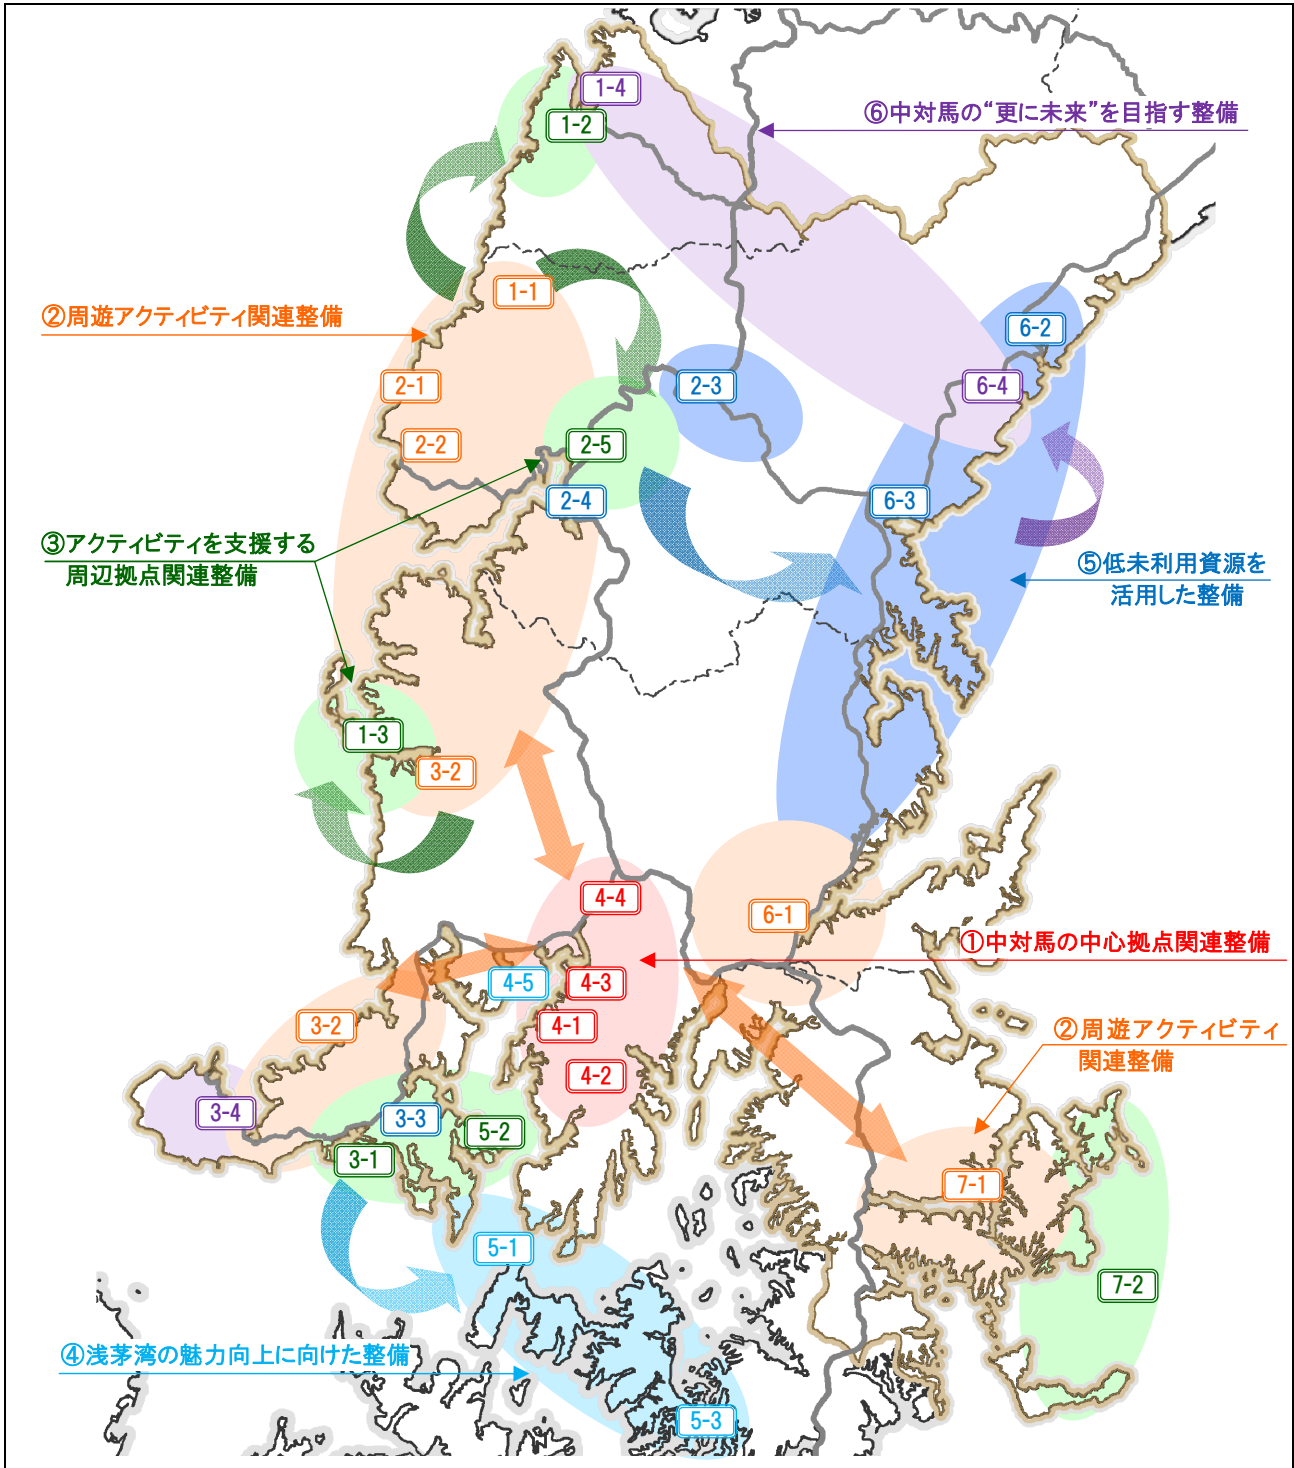 1-4
⑥中対馬の“更に未来”を目指す整備
1-2
1-1
②周遊アクティビティ関連整備
6-2
2-1
2-3
6-4
2-2
2-5
2-4
6-3
③アクティビティを支援する
周辺拠点関連整備
⑤低未利用資源を
活用した整備
1-3
3-2
4-4
6-1
①中対馬の中心拠点関連整備
4-5
4-3
3-2
4-1
②周遊アクティビティ
関連整備
4-2
3-4
3-3
5-2
3-1
7-1
5-1
7-2
④浅茅湾の魅力向上に向けた整備
5-3